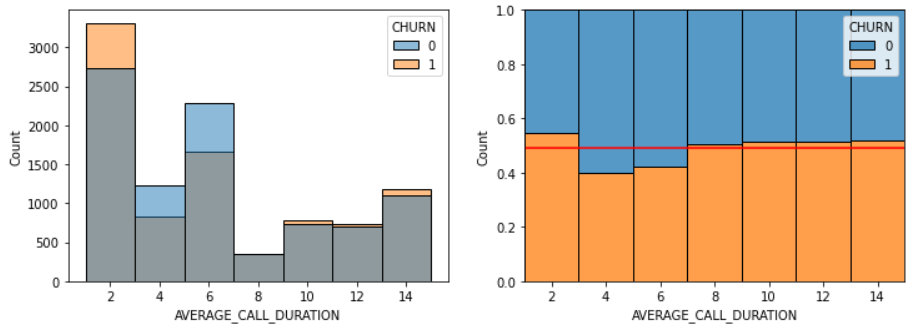 3000
2500
2000
1500
1000
500
0
Count
2 4 6 8 10 12 14
AVERAGE_CALL_DURATION
CHURN
0
1
1.0
0.8
0.6
0.4
0.2
0.0
Count
2 4 6 8 10 12 14
AVERAGE_CALL_DURATION
CHURN
0
1